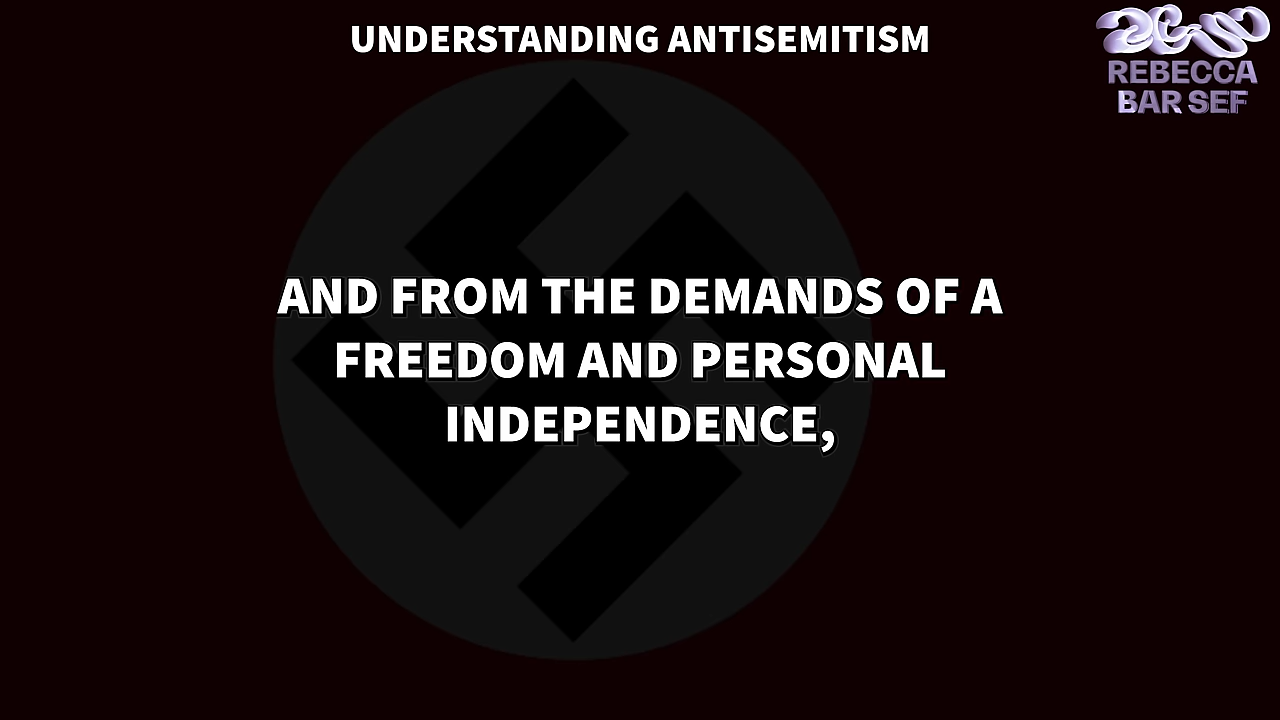 UNDERSTANDING ANTISEMITISM
REBECCA
BAR SEF
AND FROM THE DEMANDS OF A
FREEDOM AND PERSONAL
INDEPENDENCE,